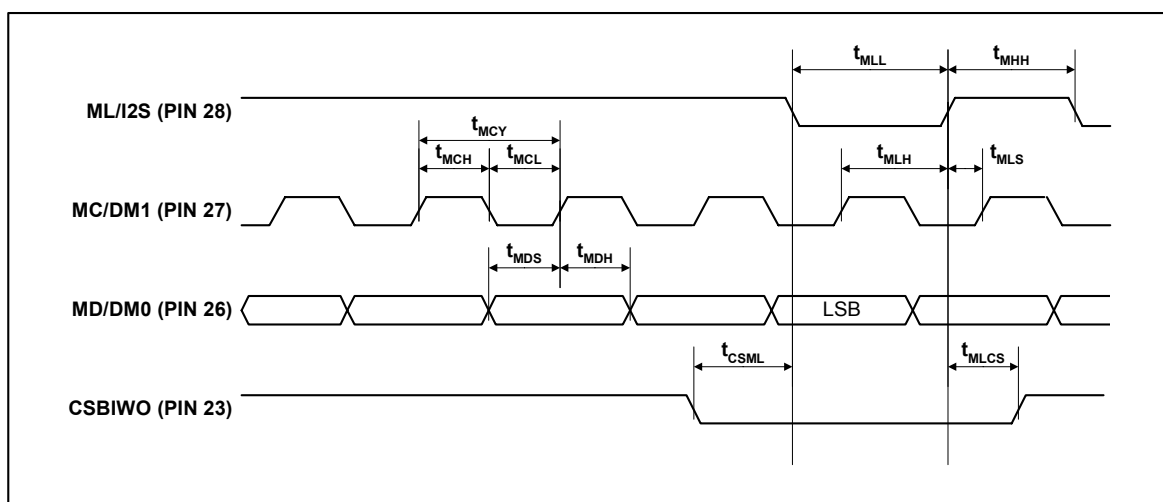 tMLL tMHH
ML/I2S (PIN 28)
tMCY
tMCH tMCL tMLH tMLS
MC/DM1 (PIN 27)
tMDS tMDH
MD/DM0 (PIN 26) LSB
tCSML tMLCS
CSBIWO (PIN 23)